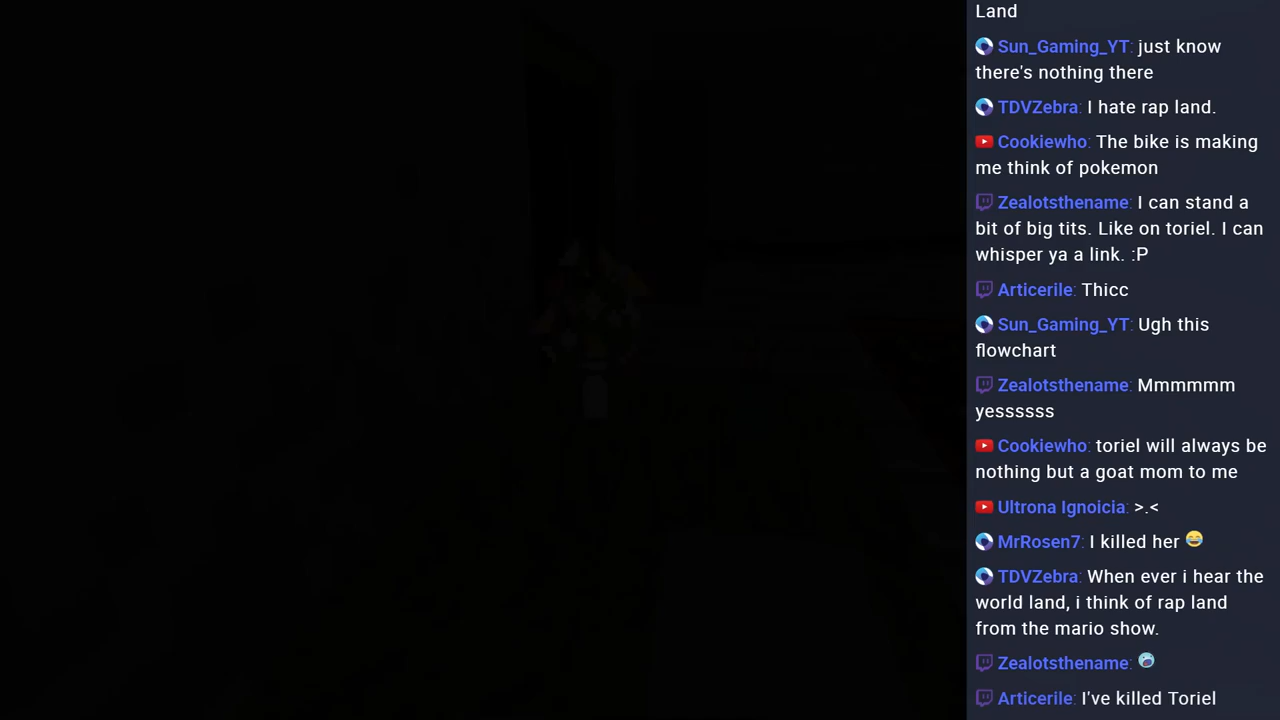 Land
Sun_Gaming_YT: just know
there's nothing there
TDVZebra: I hate rap land.
Cookiewho: The bike is making
me think of pokemon
Zealotsthename: I can stand a
bit of big tits. Like on toriel. I can
whisper ya a link. :P
Articerile: Thicc
Sun_Gaming_YT: Ugh this
flowchart
Zealotsthename: Mmmmmm
yessssss
Cookiewho: toriel will always be
nothing but a goat mom to me
Ultrona Ignoicia: >.<
MrRosen7: I killed her 😂
TDVZebra: When ever i hear the
world land, i think of rap land
from the mario show.
Zealotsthename:
Articerile: I've killed Toriel